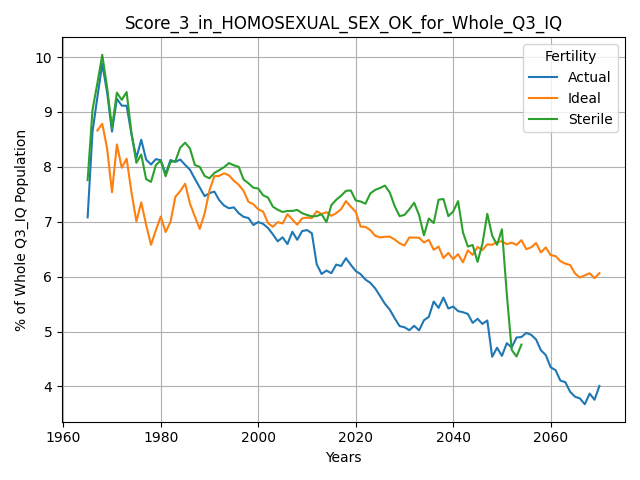 Score_3_in_HOMOSEXUAL_SEX_OK_for_Whole_Q3_IQ
Fertility
Actual
Ideal
Sterile
% of Whole Q3_IQ Population
10
9
8
7
6
5
4
1960 1980 2000 2020 2040 2060
Years